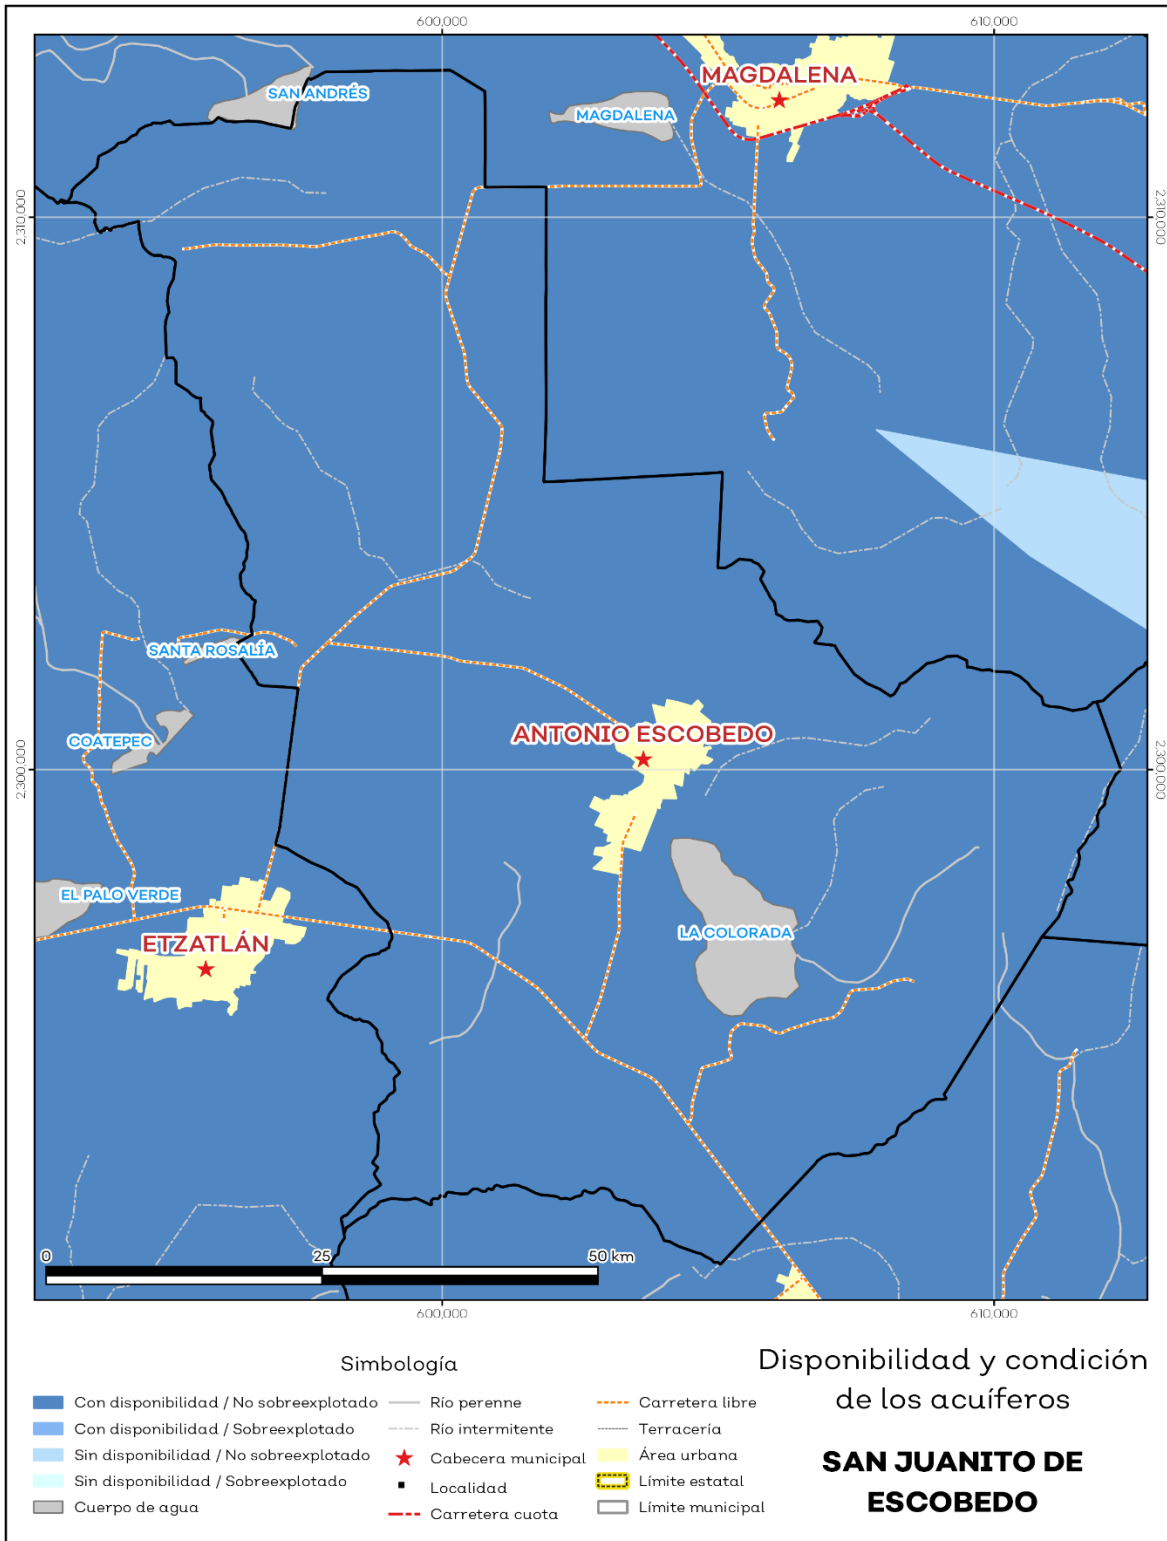 600,000
610,000
MAGDALENA
SAN ANDRÉS
MAGDALENA
2,310,000
2,310,000
SANTA ROSALÍA
ANTONIO ESCOBEDO
COATEPEC
2,300,000
2,300,000
EL PALO VERDE
LA COLORADA
ETZATLÁN
0
25
50 km
600,000
610,000
Simbología
Con disponibilidad / No sobreexplotado
Con disponibilidad / Sobreexplotado
Sin disponibilidad / No sobreexplotado
Sin disponibilidad / Sobreexplotado
Cuerpo de agua
Río perenne
Río intermitente
Cabecera municipal
Localidad
Carretera cuota
Carretera libre
Terracería
Área urbana
Límite estatal
Límite municipal
Disponibilidad y condición
de los acuíferos
SAN JUANITO DE
ESCOBEDO